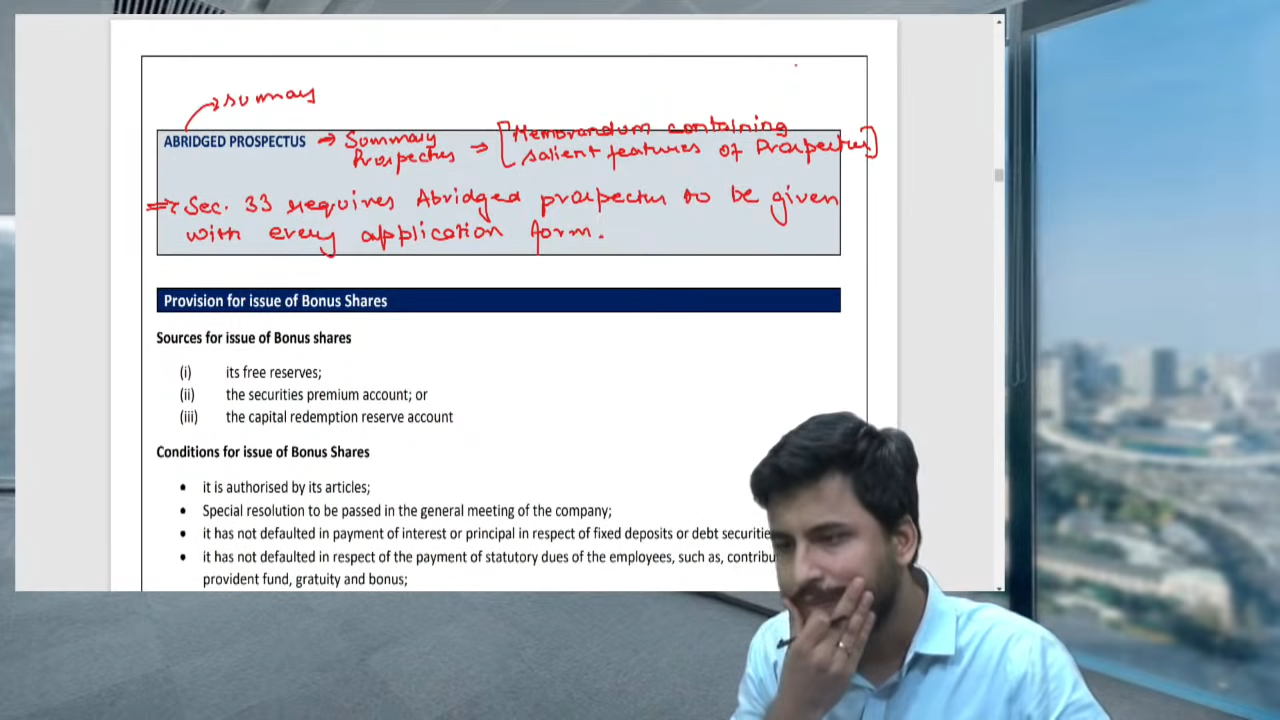 summary
ABRIDGED PROSPECTUS ⇒ Summary Prospectus ⇒ [Memorandum containing salient features of Prospectus]
⇒ Sec. 33 requires Abridged prospectus to be given
with every application form.
Provision for issue of Bonus Shares
Sources for issue of Bonus shares
(i) its free reserves;
(ii) the securities premium account; or
(iii) the capital redemption reserve account
Conditions for issue of Bonus Shares
• it is authorised by its articles;
• Special resolution to be passed in the general meeting of the company;
• it has not defaulted in payment of interest or principal in respect of fixed deposits or debt securitie
• it has not defaulted in respect of the payment of statutory dues of the employees, such as, contribu
provident fund, gratuity and bonus;